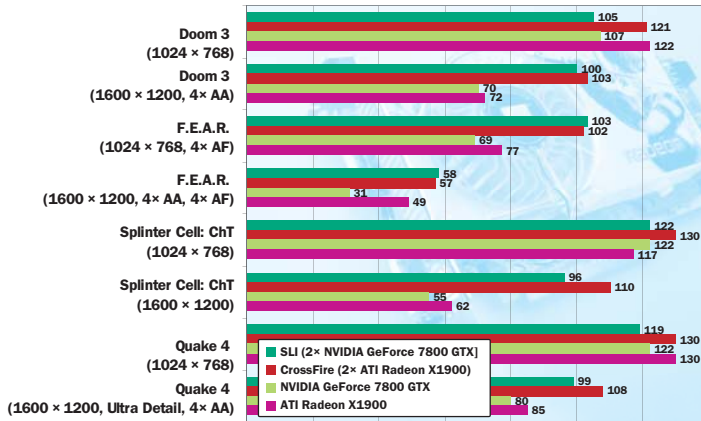 Doom 3
(1024 × 768)
105
121
107
122
Doom 3
(1600 × 1200, 4× AA)
100
103
70
72
F.E.A.R.
(1024 × 768, 4× AF)
103
102
69
77
F.E.A.R.
(1600 × 1200, 4× AA, 4× AF)
58
57
31
49
Splinter Cell: ChT
(1024 × 768)
122
130
122
117
Splinter Cell: ChT
(1600 × 1200)
96
110
55
62
Quake 4
(1024 × 768)
119
130
122
130
Quake 4
(1600 × 1200, Ultra Detail, 4× AA)
99
108
80
85
SLI (2× NVIDIA GeForce 7800 GTX]
CrossFire (2× ATI Radeon X1900)
NVIDIA GeForce 7800 GTX
ATI Radeon X1900